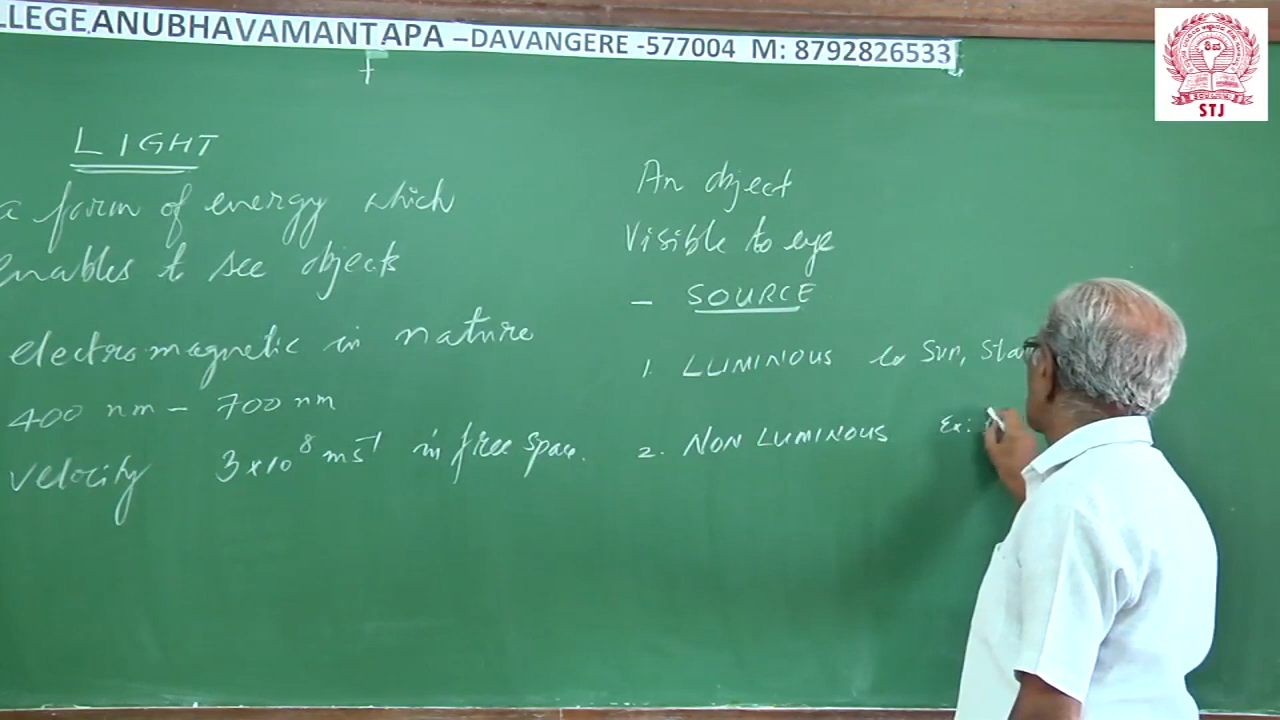 LLEGE,ANUBHAVAMANTAPA –DAVANGERE -577004 M: 8792826533
STJ
LIGHT
a form of energy which
enables to see objects
electromagnetic in nature
400 nm – 700 nm
velocity 3×10⁸ ms⁻¹ in free space.
An object
Visible to eye
– SOURCE
1. LUMINOUS Sun, Star
2. NON LUMINOUS Ex: